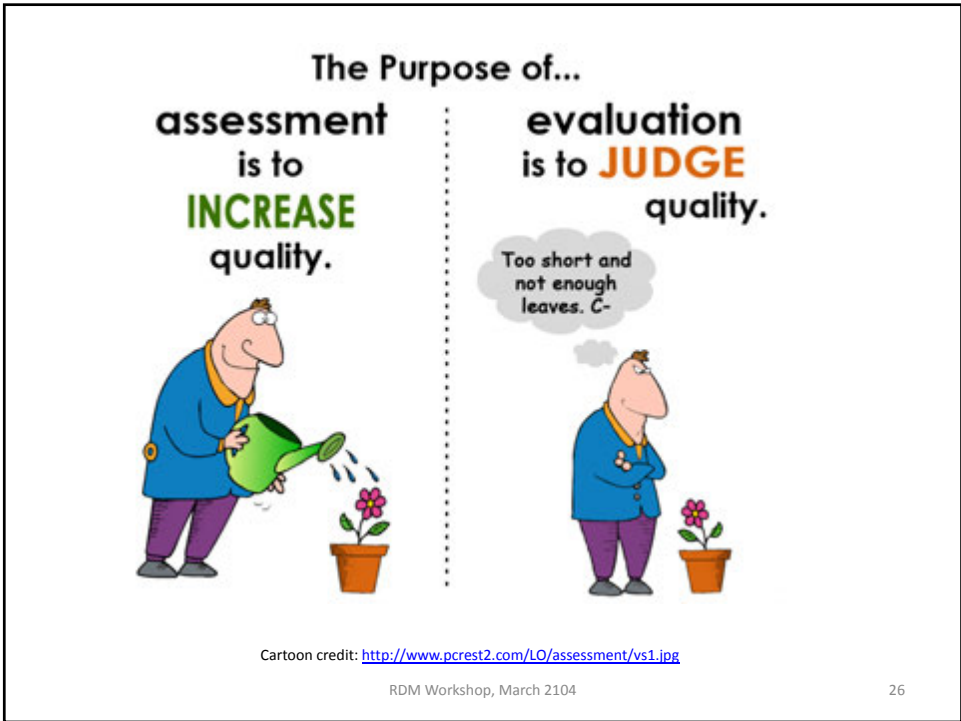 The Purpose of...
assessment
is to
INCREASE
quality.
evaluation
is to JUDGE
quality.
Too short and
not enough
leaves. C-
Cartoon credit: http://www.pcrest2.com/LO/assessment/vs1.jpg
RDM Workshop, March 2104
26